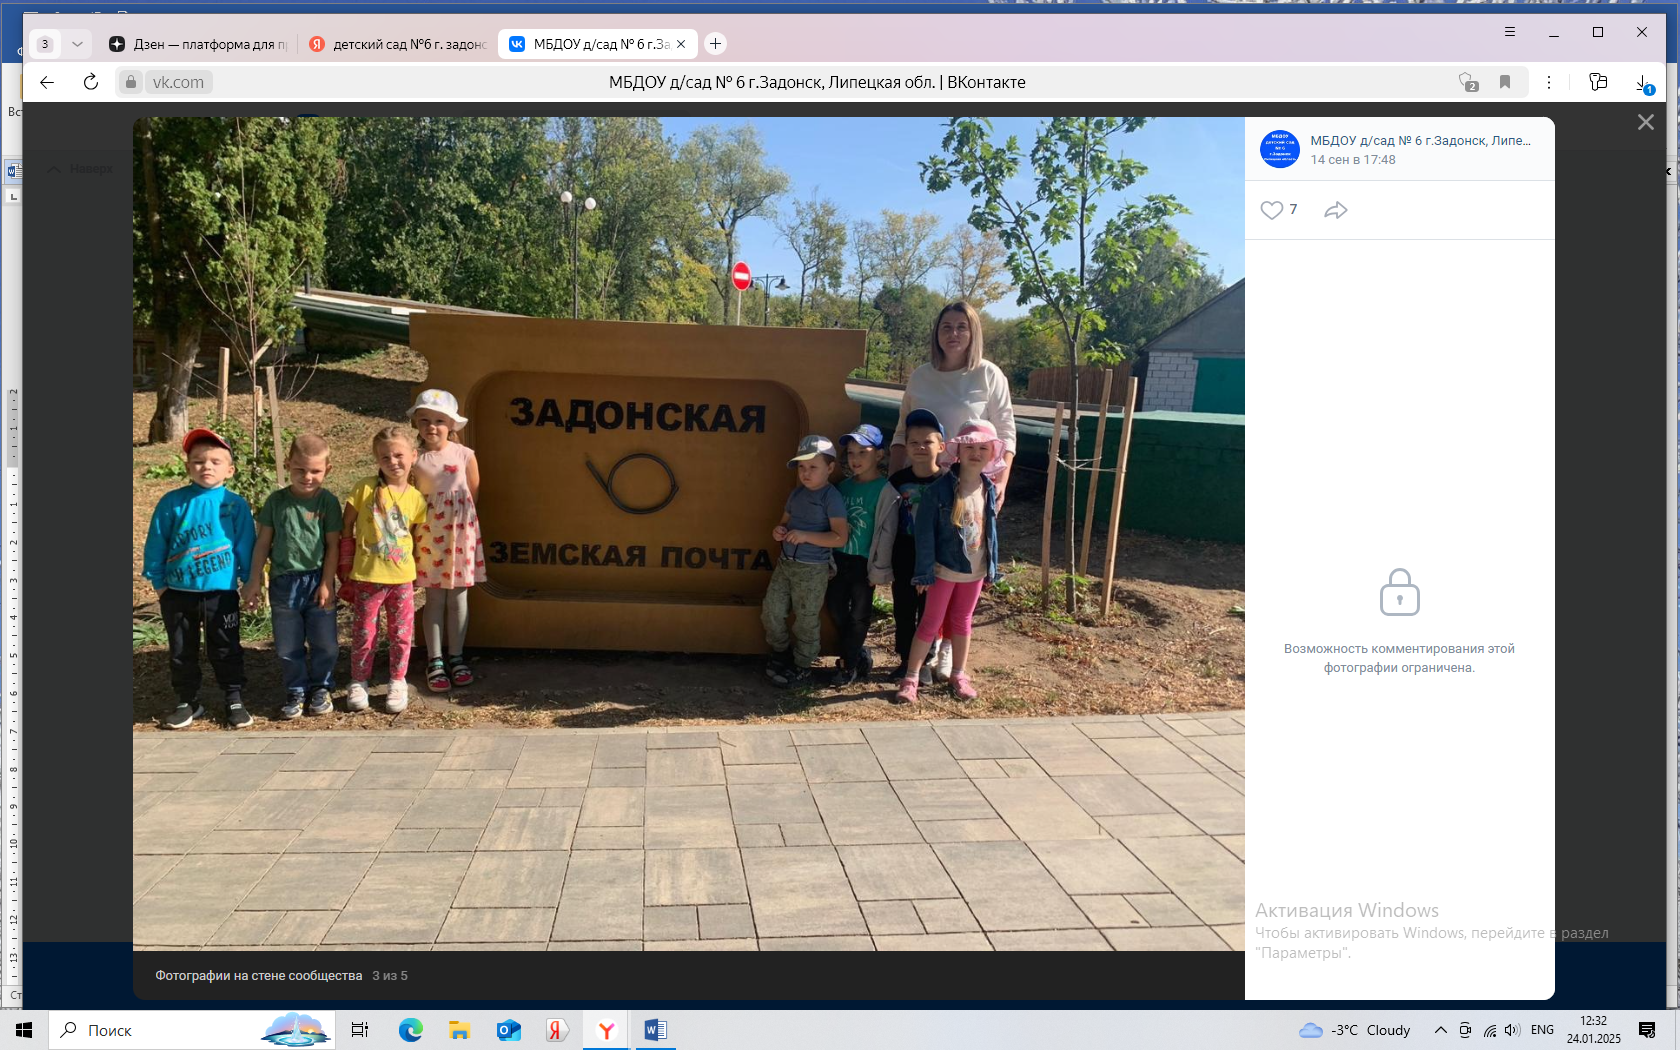 3
Дзен — платформа для п
детский сад №6 г. задонс
МБДОУ д/сад № 6 г.За
vk.com
МБДОУ д/сад № 6 г.Задонск, Липецкая обл. | ВКонтакте
2
1
Наверх
МБДОУ д/сад № 6 г.Задонск, Липе...
14 сен в 17:48
7
ЗАДОНСКАЯ
ЗЕМСКАЯ ПОЧТА
Возможность комментирования этой
фотографии ограничена.
Активация Windows
Чтобы активировать Windows, перейдите в раздел
"Параметры".
Фотографии на стене сообщества 3 из 5
Поиск
-3°C Cloudy
ENG
12:32
24.01.2025